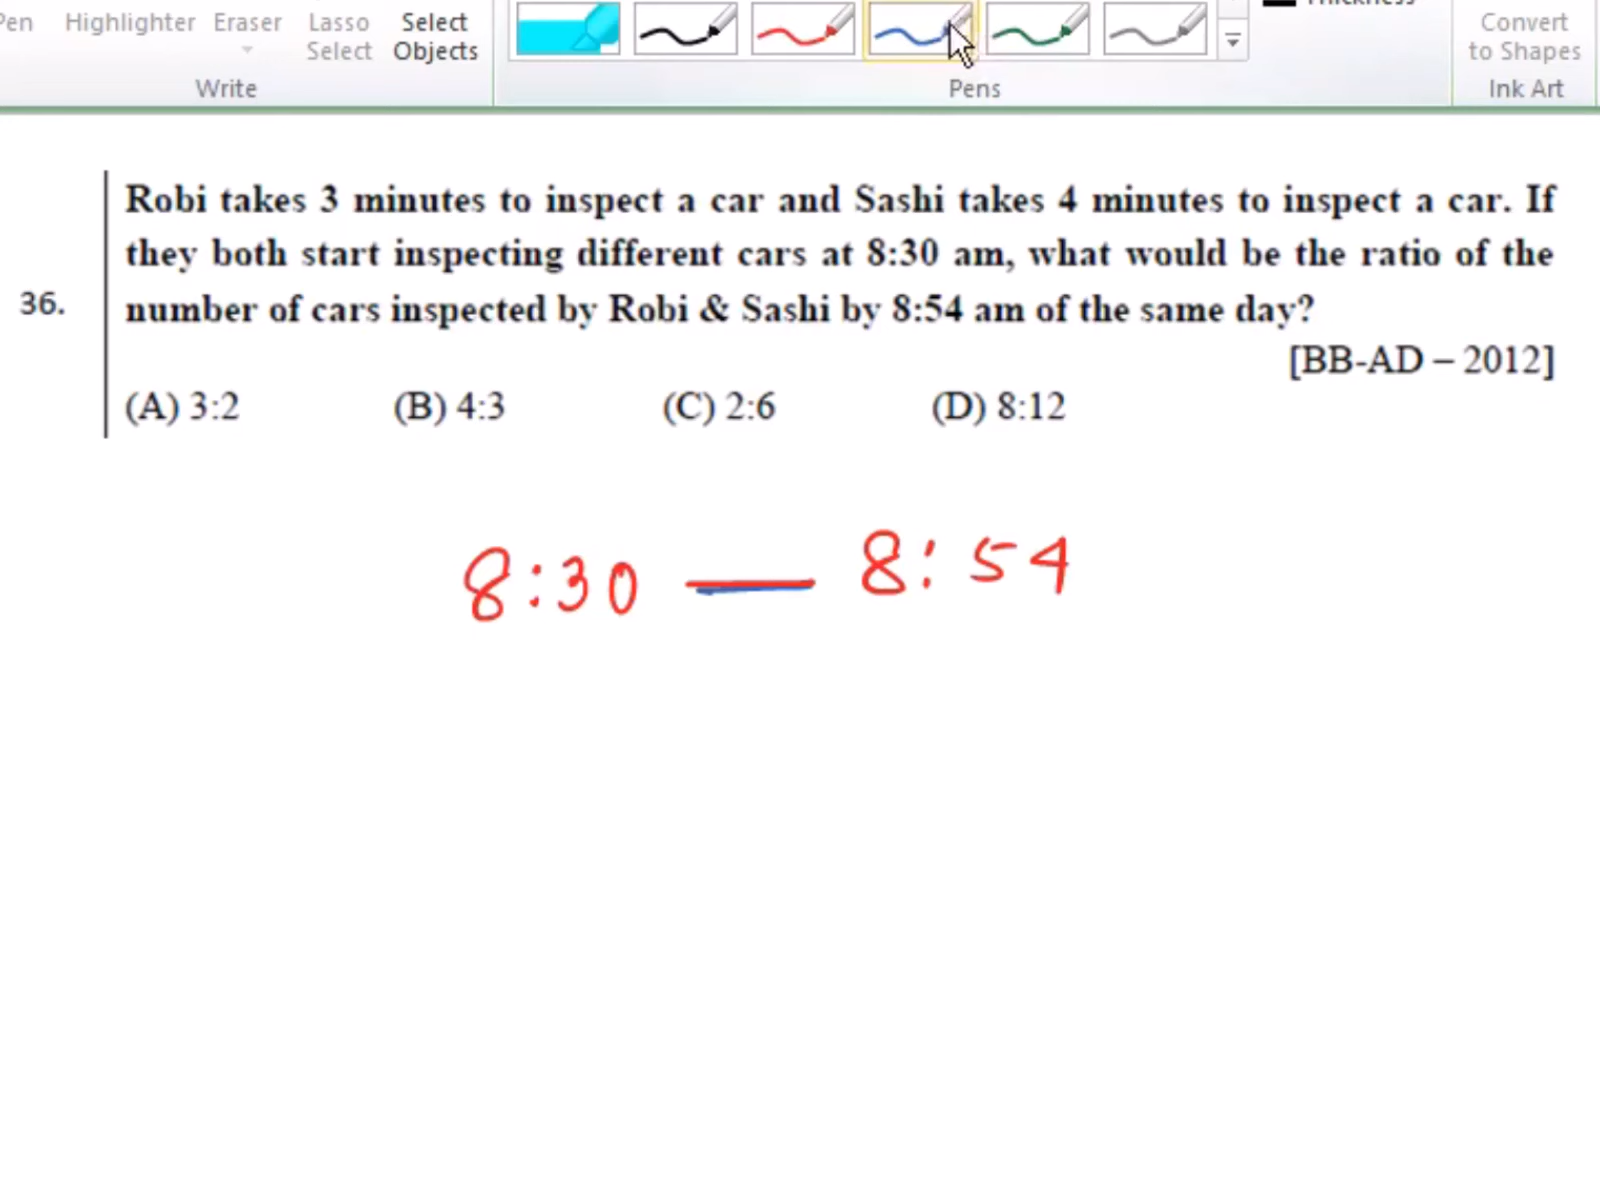 Pen Highlighter Eraser Lasso Select Select Objects
Convert to Shapes
Write Pens Ink Art
36.
Robi takes 3 minutes to inspect a car and Sashi takes 4 minutes to inspect a car. If
they both start inspecting different cars at 8:30 am, what would be the ratio of the
number of cars inspected by Robi & Sashi by 8:54 am of the same day?
[BB-AD – 2012]
(A) 3:2 (B) 4:3 (C) 2:6 (D) 8:12
8:30 — 8:54